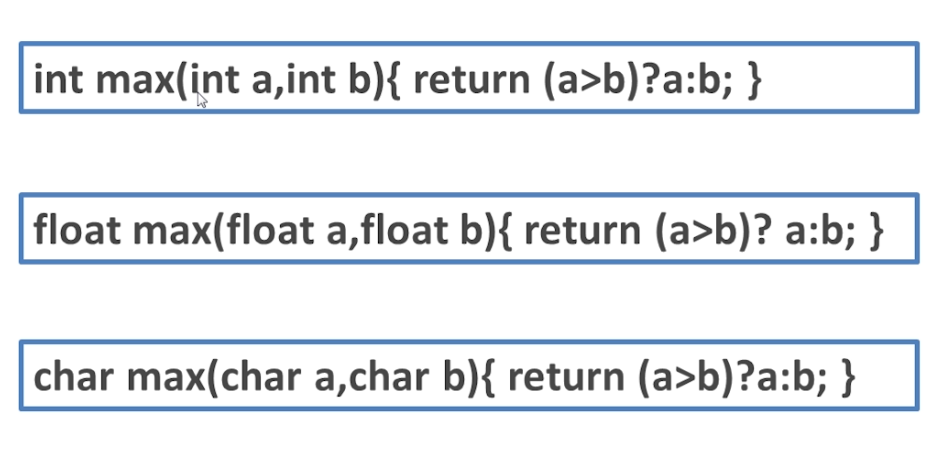 int max(int a,int b){ return (a>b)?a:b; }
float max(float a,float b){ return (a>b)? a:b; }
char max(char a,char b){ return (a>b)?a:b; }